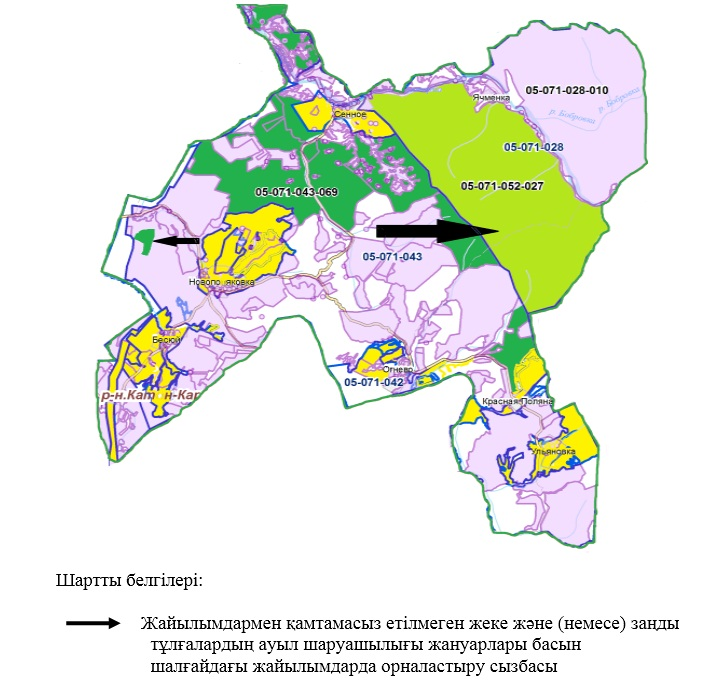 05-071-028-010
Ячменка
р. Бобровка
р. Бобровка
Сенное
05-071-028
05-071-052-027
05-071-043-069
05-071-043
Бесюй
Огнево
05-071-042
р-н.Кат
н-Кар
Красная Поляна
Ульяновка
Шартты белгілері:
Жайылымдармен қамтамасыз етілмеген жеке және (немесе) заңды
тұлғалардың ауыл шаруашылығы жануарлары басын
шалғайдағы жайылымдарда орналастыру сызбасы